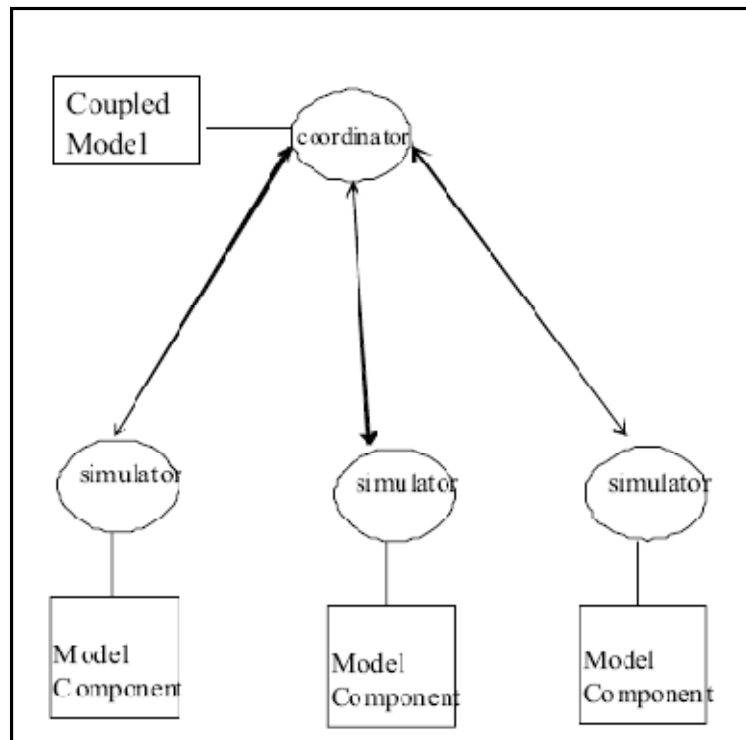 Coupled
Model
coordinator
simulator
simulator
simulator
Model
Component
Model
Component
Model
Component